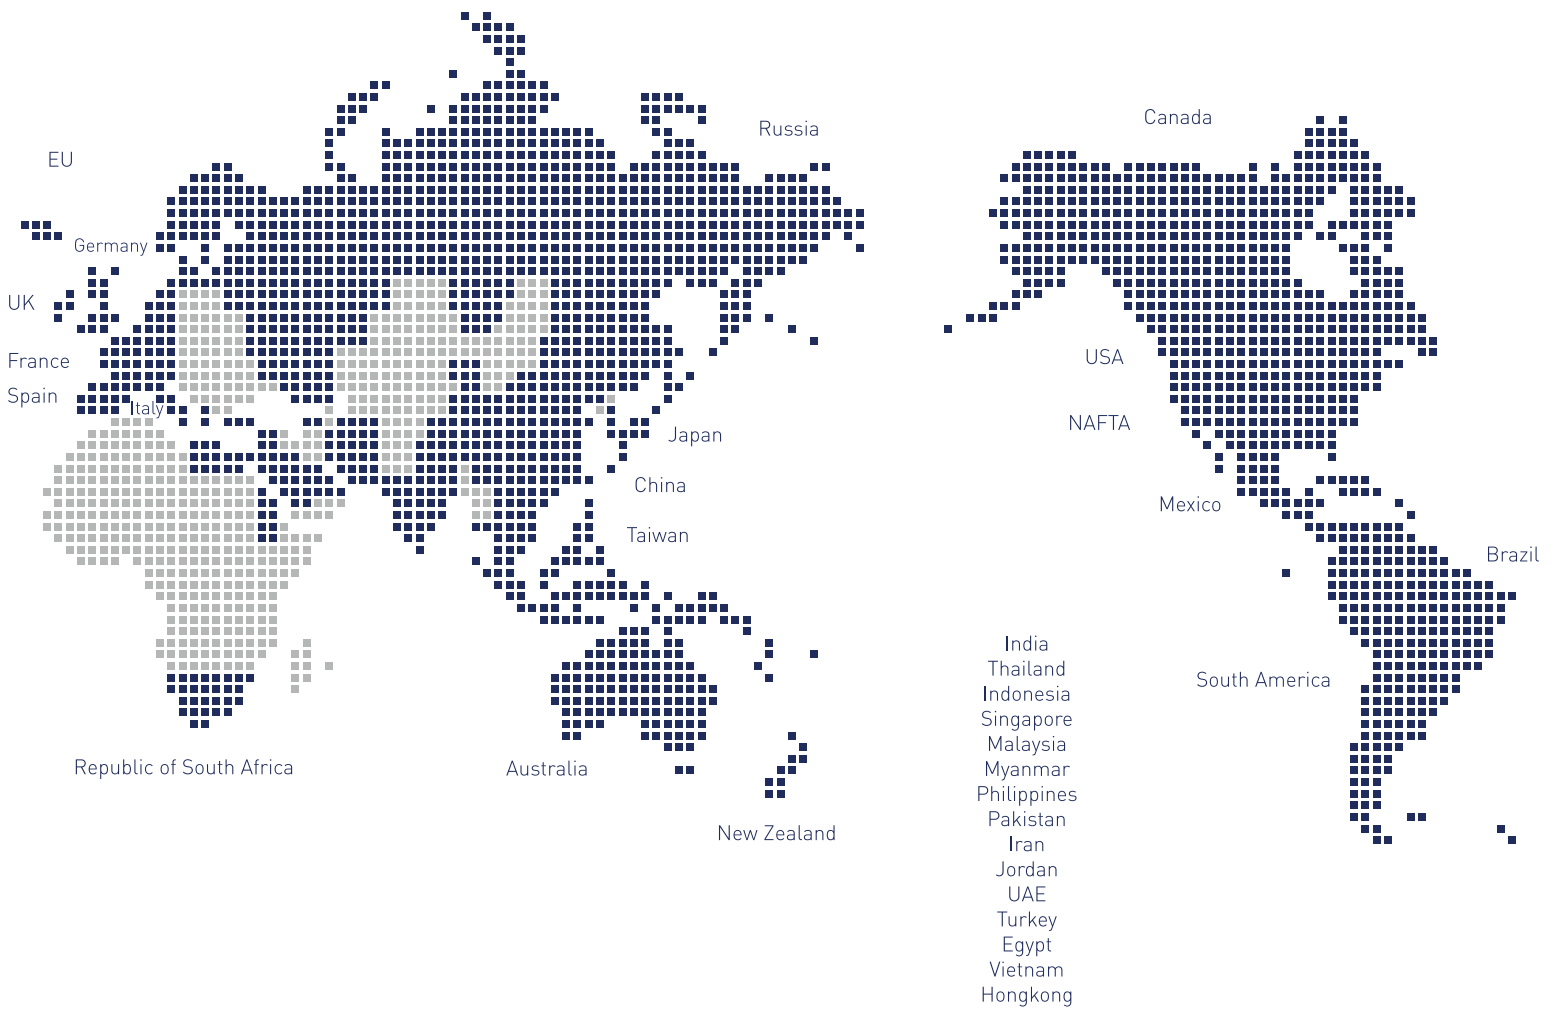 Canada
Russia
EU
Germany
UK
France
USA
Spain
Italy
NAFTA
Japan
China
Mexico
Taiwan
Brazil
South America
Republic of South Africa
Australia
New Zealand
India
Thailand
Indonesia
Singapore
Malaysia
Myanmar
Philippines
Pakistan
Iran
Jordan
UAE
Turkey
Egypt
Vietnam
Hongkong